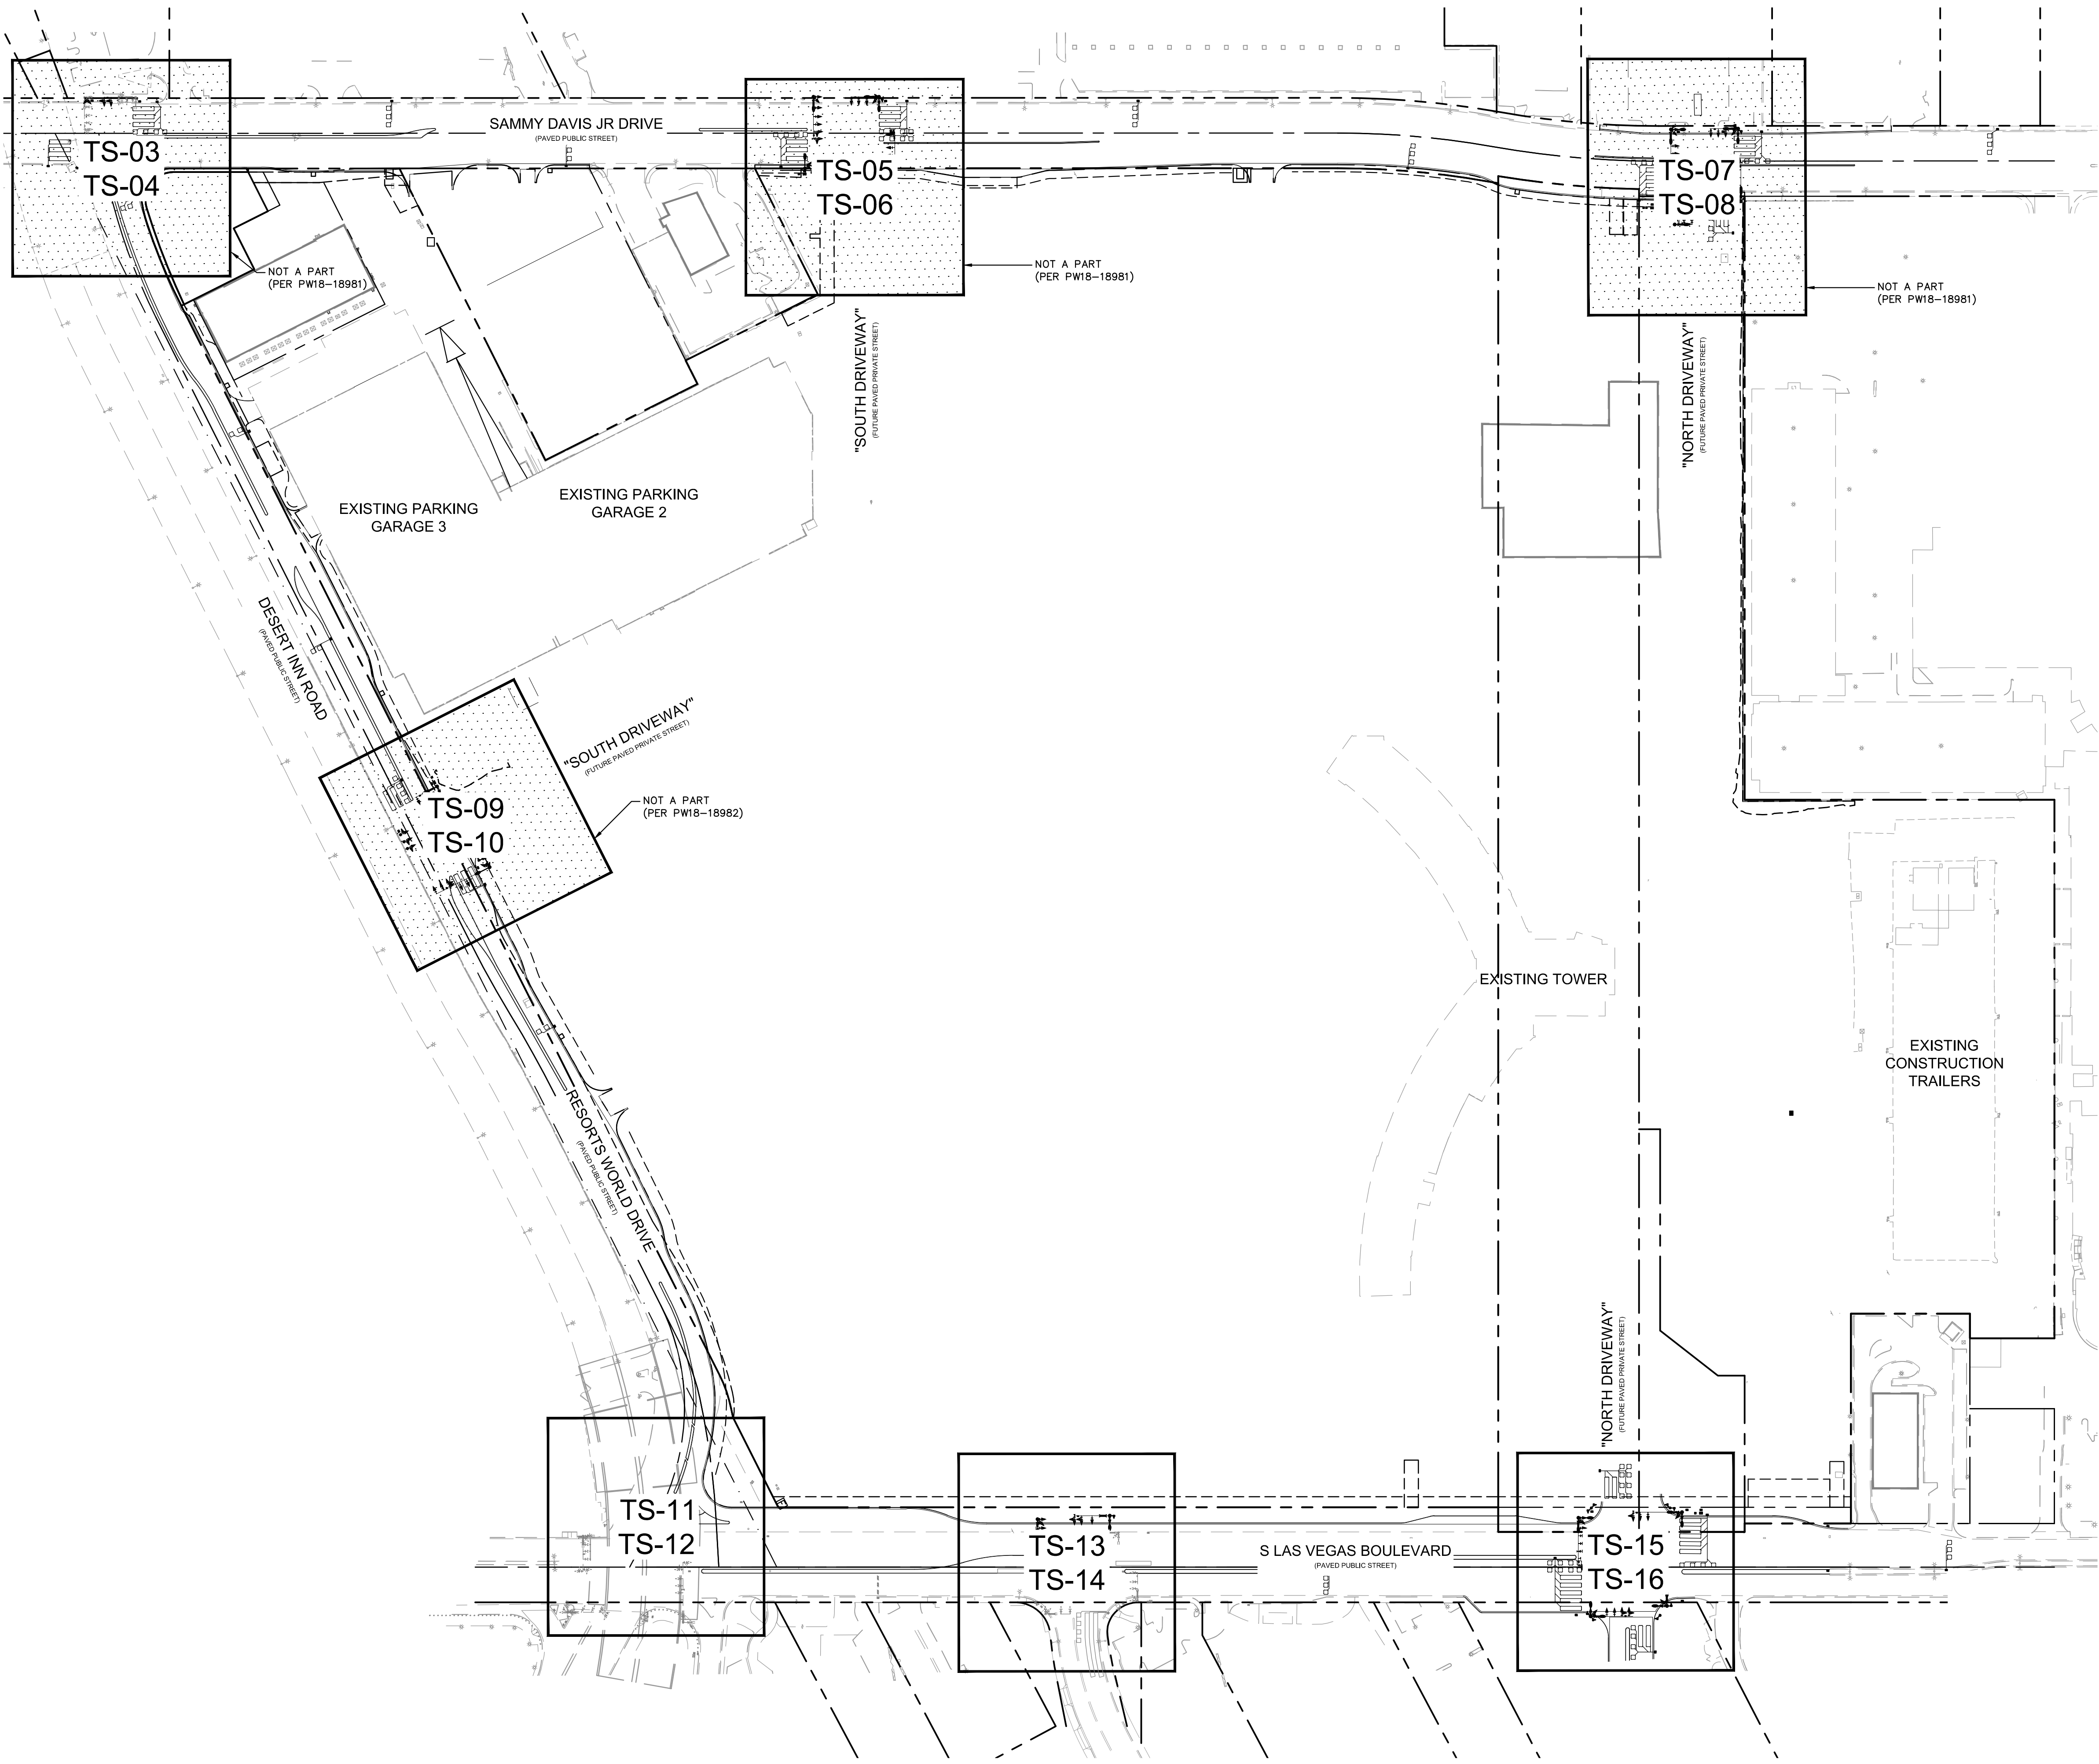 SAMMY DAVIS JR DRIVE
(PAVED PUBLIC STREET)
TS-03
TS-04
TS-05
TS-06
TS-07
TS-08
NOT A PART
(PER PW18-18981)
NOT A PART
(PER PW18-18981)
NOT A PART
(PER PW18-18981)
"SOUTH DRIVEWAY"
(FUTURE PAVED PRIVATE STREET)
"NORTH DRIVEWAY"
(FUTURE PAVED PRIVATE STREET)
EXISTING PARKING
GARAGE 3
EXISTING PARKING
GARAGE 2
DESERT INN ROAD
(PAVED PUBLIC STREET)
"SOUTH DRIVEWAY"
(FUTURE PAVED PRIVATE STREET)
TS-09
TS-10
NOT A PART
(PER PW18-18982)
EXISTING TOWER
EXISTING
CONSTRUCTION
TRAILERS
RESORTS WORLD DRIVE
(PAVED PUBLIC STREET)
"NORTH DRIVEWAY"
(FUTURE PAVED PRIVATE STREET)
TS-11
TS-12
TS-13
TS-14
S LAS VEGAS BOULEVARD
(PAVED PUBLIC STREET)
TS-15
TS-16